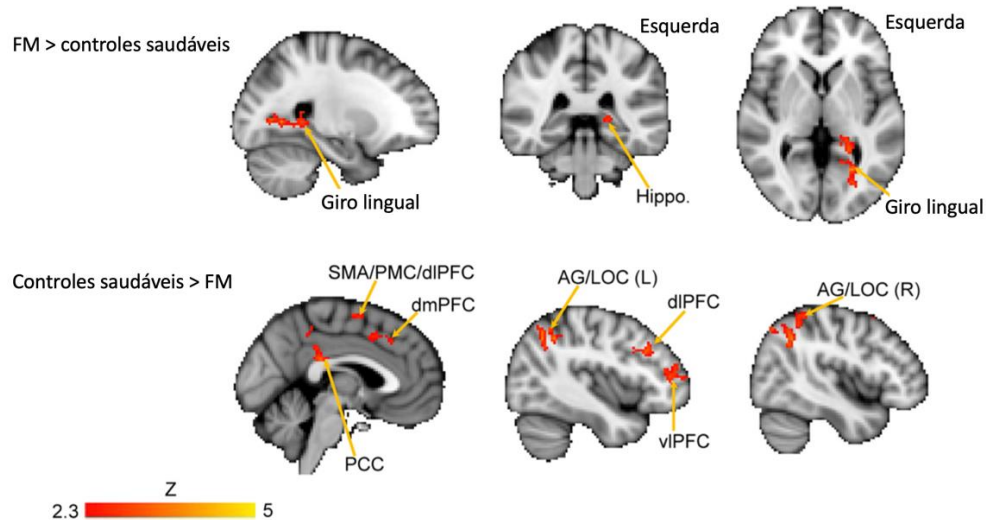 FM > controles saudáveis
Esquerda
Esquerda
Giro lingual
Hippo.
Giro lingual
Controles saudáveis > FM
SMA/PMC/dlPFC
dmPFC
PCC
AG/LOC (L)
dlPFC
vlPFC
AG/LOC (R)
Z
2.3
5